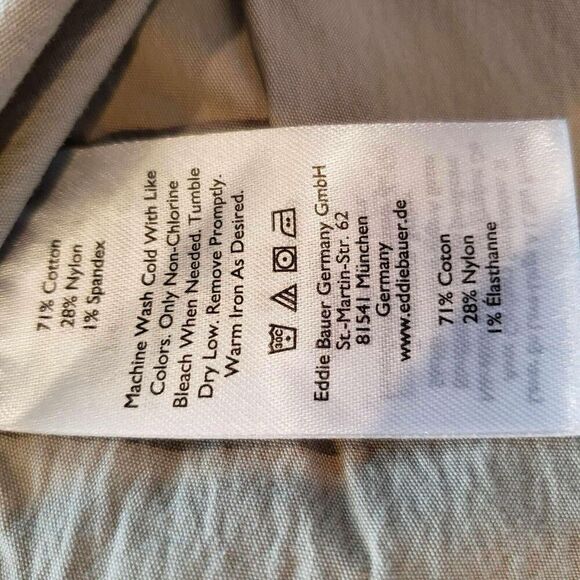 71% Cotton
28% Nylon
1% Spandex
Machine Wash Cold With Like
Colors. Only Non-Chlorine
Bleach When Needed. Tumble
Dry Low. Remove Promptly.
Warm Iron As Desired.
30C
Eddie Bauer Germany GmbH
St.-Martin-Str. 62
81541 München
Germany
www.eddiebauer.de
71% Coton
28% Nylon
1% Élasthanne